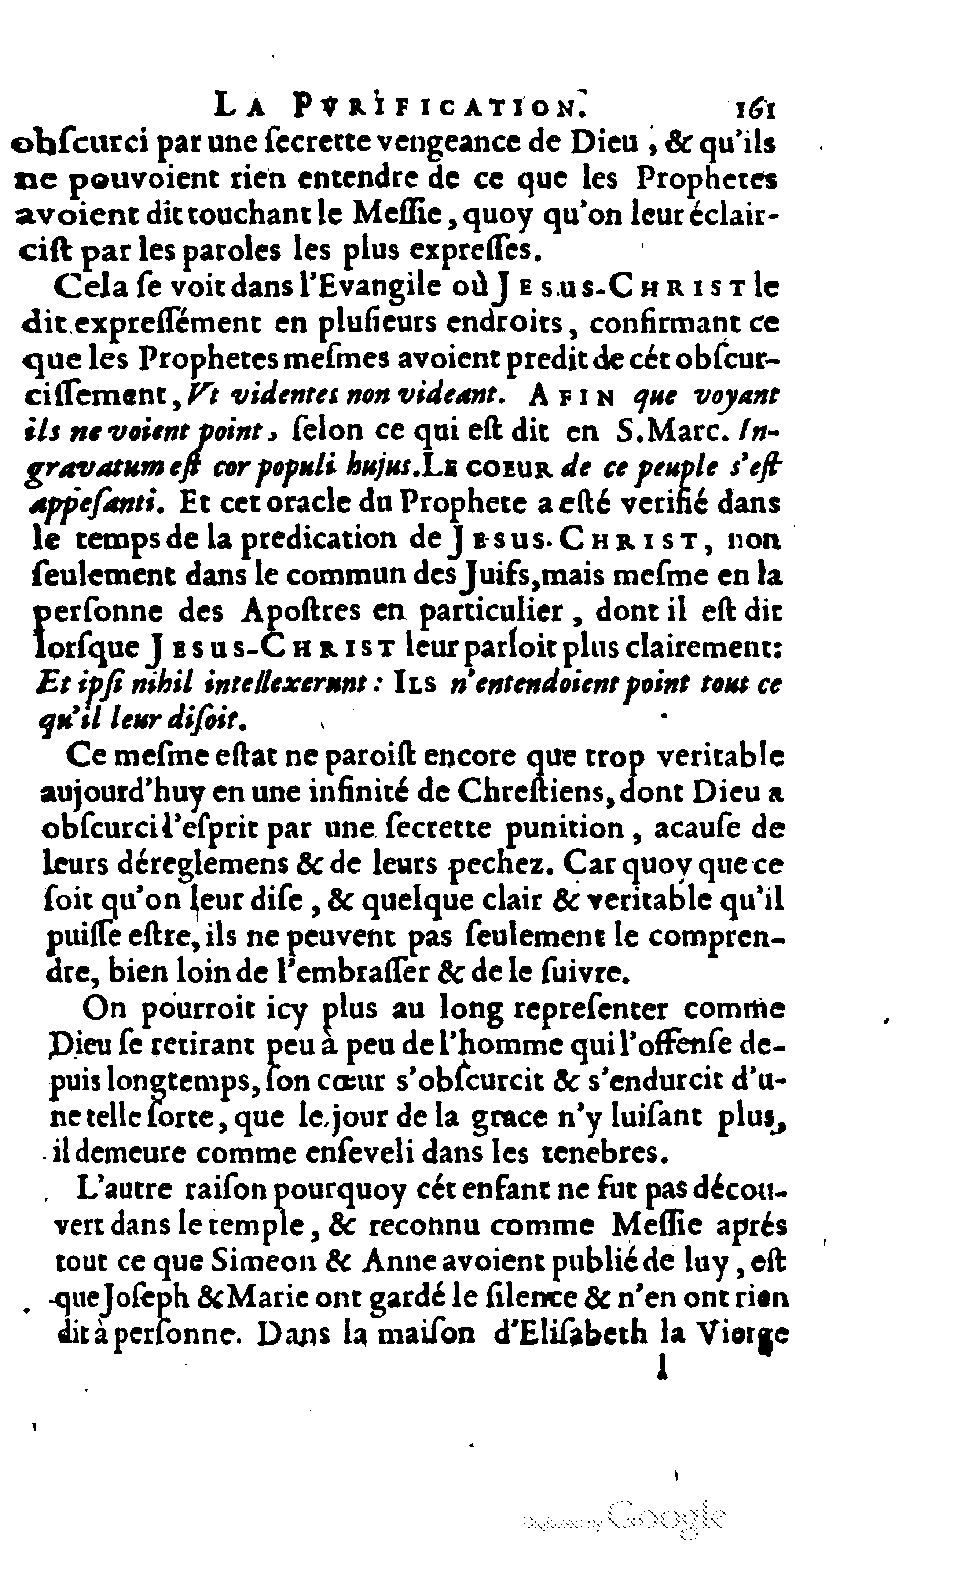 LA PVRIFICATION. 161
obſcurci par une ſecrette vengeance de Dieu, & qu'ils
ne pouvoient rien entendre de ce que les Prophetes
avoient dit touchant le Meſſie, quoy qu'on leur éclair-
ciſt par les paroles les plus expreſſes.
Cela ſe voit dans l'Evangile où JESUS-CHRIST le
dit expreſſément en pluſieurs endroits, confirmant ce
que les Prophetes meſmes avoient predit de cét obſcur-
ciſſement, Vt videntes non videant. AFIN que voyant
ils ne voient point, ſelon ce qui eſt dit en S. Marc. In-
gravatum eſt cor populi hujus. LE COEUR de ce peuple s'eſt
appeſanti. Et cet oracle du Prophete a eſté verifié dans
le temps de la predication de JESUS-CHRIST, non
ſeulement dans le commun des Juifs, mais meſme en la
perſonne des Apoſtres en particulier, dont il eſt dit
lorſque JESUS-CHRIST leur parloit plus clairement:
Et ipſi nihil intellexerunt: ILS n'entendoient point tout ce
qu'il leur diſoit.
Ce meſme eſtat ne paroiſt encore que trop veritable
aujourd'huy en une infinité de Chreſtiens, dont Dieu a
obſcurci l'eſprit par une ſecrette punition, acauſe de
leurs déreglemens & de leurs pechez. Car quoy que ce
ſoit qu'on leur diſe, & quelque clair & veritable qu'il
puiſſe eſtre, ils ne peuvent pas ſeulement le compren-
dre, bien loin de l'embraſſer & de le ſuivre.
On pourroit icy plus au long repreſenter comme
Dieu ſe retirant peu à peu de l'homme qui l'offenſe de-
puis longtemps, ſon cœur s'obſcurcit & s'endurcit d'u-
ne telle ſorte, que le jour de la grace n'y luiſant plus,
il demeure comme enſeveli dans les tenebres.
L'autre raiſon pourquoy cét enfant ne fut pas décou-
vert dans le temple, & reconnu comme Meſſie aprés
tout ce que Simeon & Anne avoient publié de luy, eſt
que Joſeph & Marie ont gardé le ſilence & n'en ont rien
dit à perſonne. Dans la maiſon d'Eliſabeth la Vierge
l
Digitized by Google